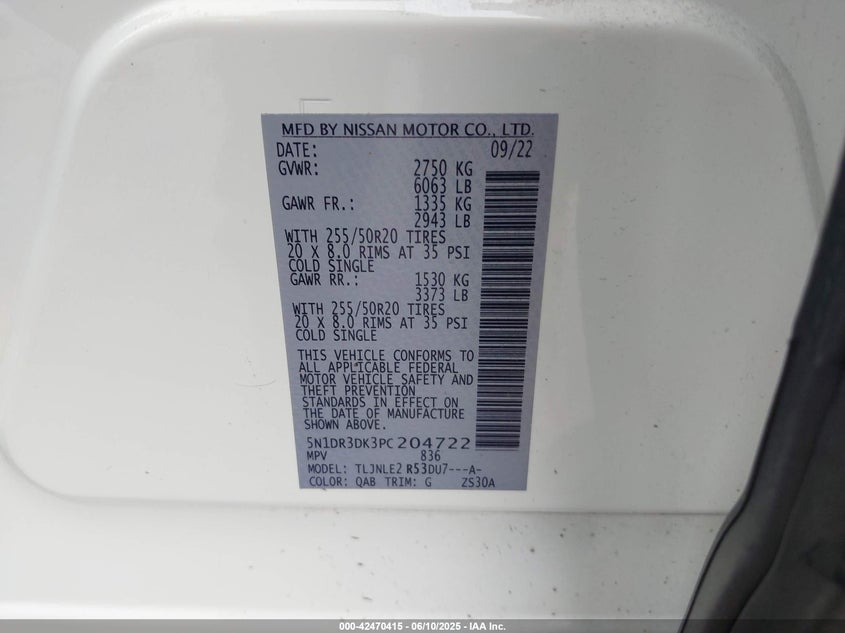 MFD BY NISSAN MOTOR CO., LTD.
DATE: 09/22
GVWR: 2750 KG
6063 LB
GAWR FR.: 1335 KG
2943 LB
WITH 255/50R20 TIRES
20 X 8.0 RIMS AT 35 PSI
COLD SINGLE
GAWR RR.: 1530 KG
3373 LB
WITH 255/50R20 TIRES
20 X 8.0 RIMS AT 35 PSI
COLD SINGLE
THIS VEHICLE CONFORMS TO
ALL APPLICABLE FEDERAL
MOTOR VEHICLE SAFETY AND
THEFT PREVENTION
STANDARDS IN EFFECT ON
THE DATE OF MANUFACTURE
SHOWN ABOVE.
5N1DR3DK3PC204722
MPV 836
MODEL: TLJNLE2 R53DU7---A-
COLOR: QAB TRIM: G ZS30A
000-42470415 - 06/10/2025 - IAA Inc.